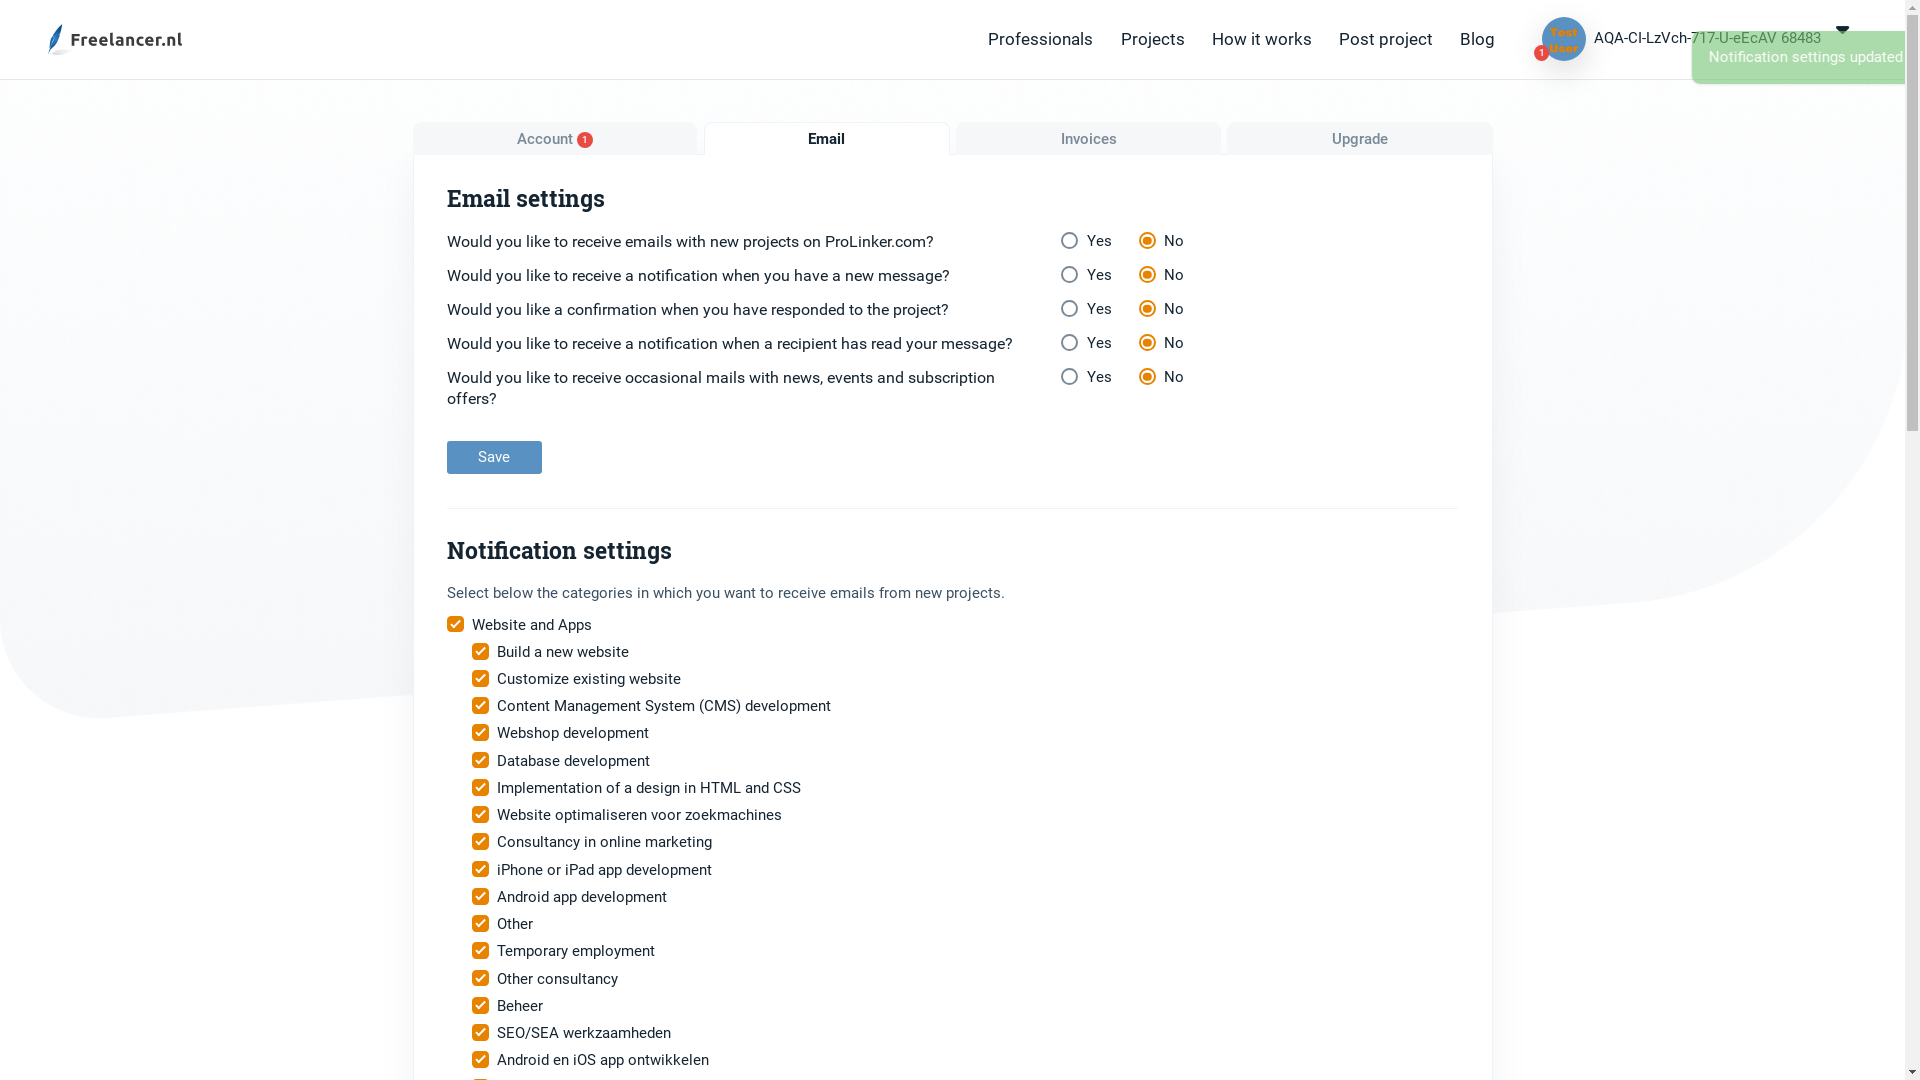 Freelancer.nl
Professionals
Projects
How it works
Post project
Blog
Test
User
1
AQA-CI-LzVch-717-U-eEcAV 68483
Notification settings updated
Account 1
Email
Invoices
Upgrade
Email settings
Would you like to receive emails with new projects on ProLinker.com?
Yes
No
Would you like to receive a notification when you have a new message?
Yes
No
Would you like a confirmation when you have responded to the project?
Yes
No
Would you like to receive a notification when a recipient has read your message?
Yes
No
Would you like to receive occasional mails with news, events and subscription
offers?
Yes
No
Save
Notification settings
Select below the categories in which you want to receive emails from new projects.
Website and Apps
Build a new website
Customize existing website
Content Management System (CMS) development
Webshop development
Database development
Implementation of a design in HTML and CSS
Website optimaliseren voor zoekmachines
Consultancy in online marketing
iPhone or iPad app development
Android app development
Other
Temporary employment
Other consultancy
Beheer
SEO/SEA werkzaamheden
Android en iOS app ontwikkelen